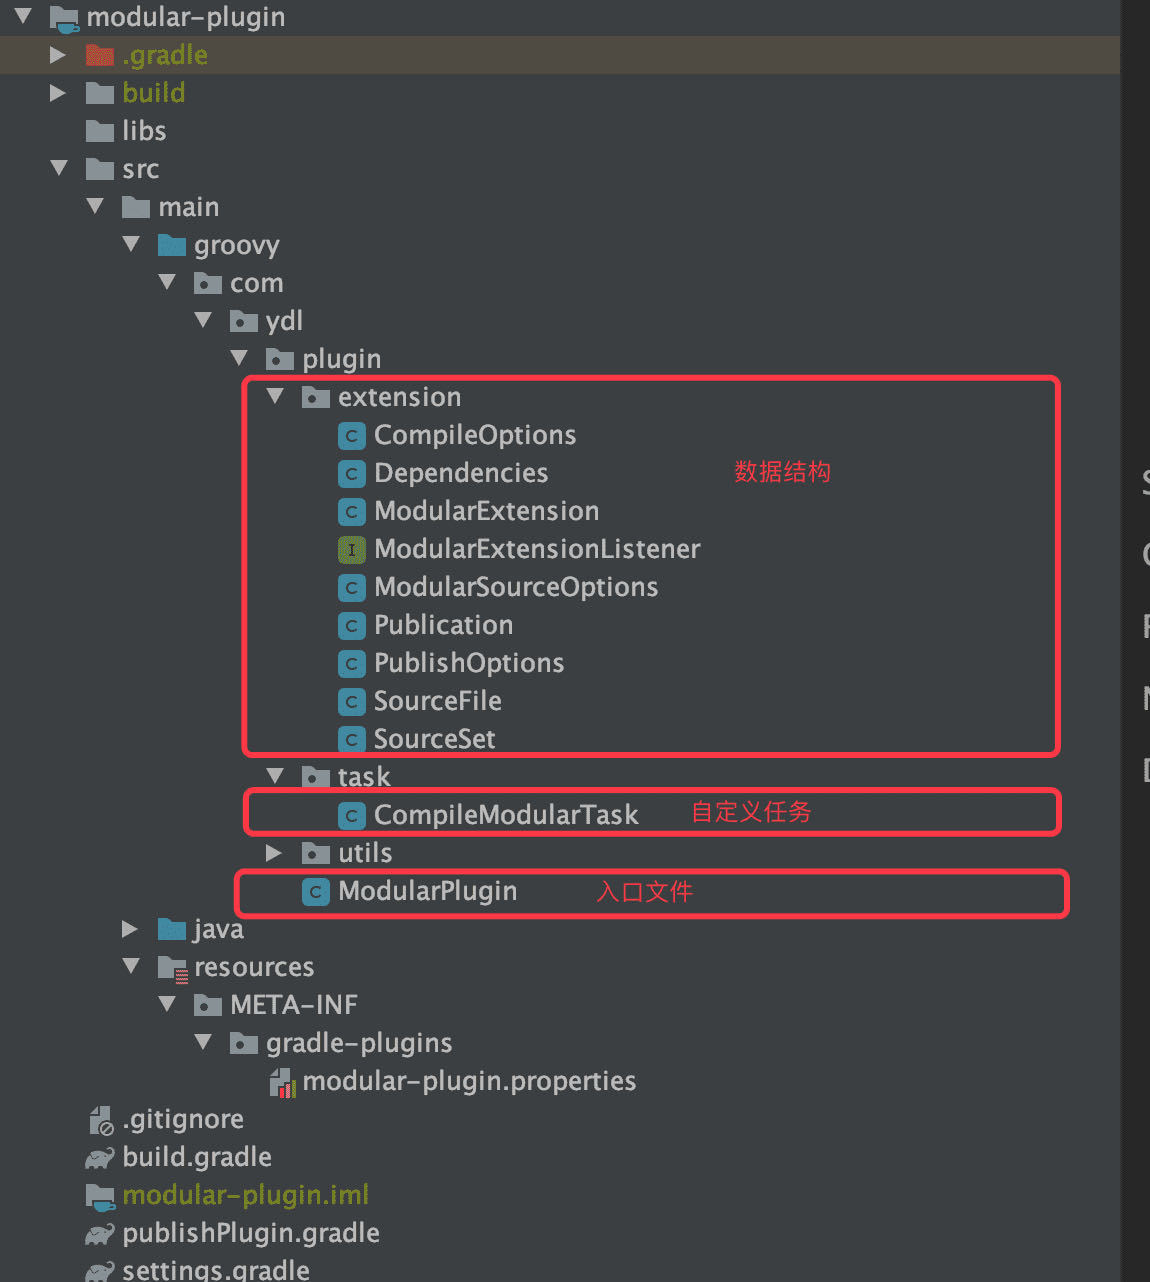 modular-plugin
.gradle
build
libs
src
main
groovy
com
ydl
plugin
extension
CompileOptions
Dependencies 数据结构
ModularExtension
ModularExtensionListener
ModularSourceOptions
Publication
PublishOptions
SourceFile
SourceSet
task
CompileModularTask 自定义任务
utils
ModularPlugin 入口文件
java
resources
META-INF
gradle-plugins
modular-plugin.properties
.gitignore
build.gradle
modular-plugin.iml
publishPlugin.gradle
settings.gradle